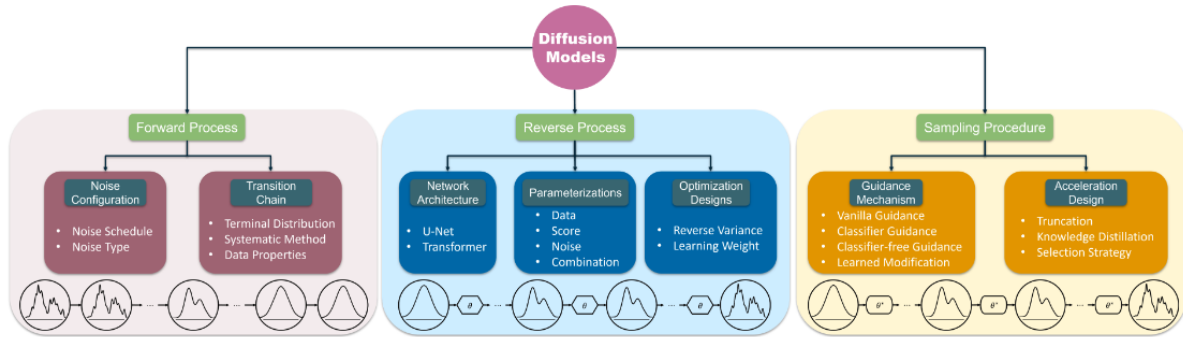 Diffusion
Models
Forward Process
Noise
Configuration
• Noise Schedule
• Noise Type
Transition
Chain
• Terminal Distribution
• Systematic Method
• Data Properties
... ...
Reverse Process
Network
Architecture
• U-Net
• Transformer
Parameterizations
• Data
• Score
• Noise
• Combination
Optimization
Designs
• Reverse Variance
• Learning Weight
θ ... θ ... θ
Sampling Procedure
Guidance
Mechanism
• Vanilla Guidance
• Classifier Guidance
• Classifier-free Guidance
• Learned Modification
Acceleration
Design
• Truncation
• Knowledge Distillation
• Selection Strategy
θ* ... θ* ... θ*